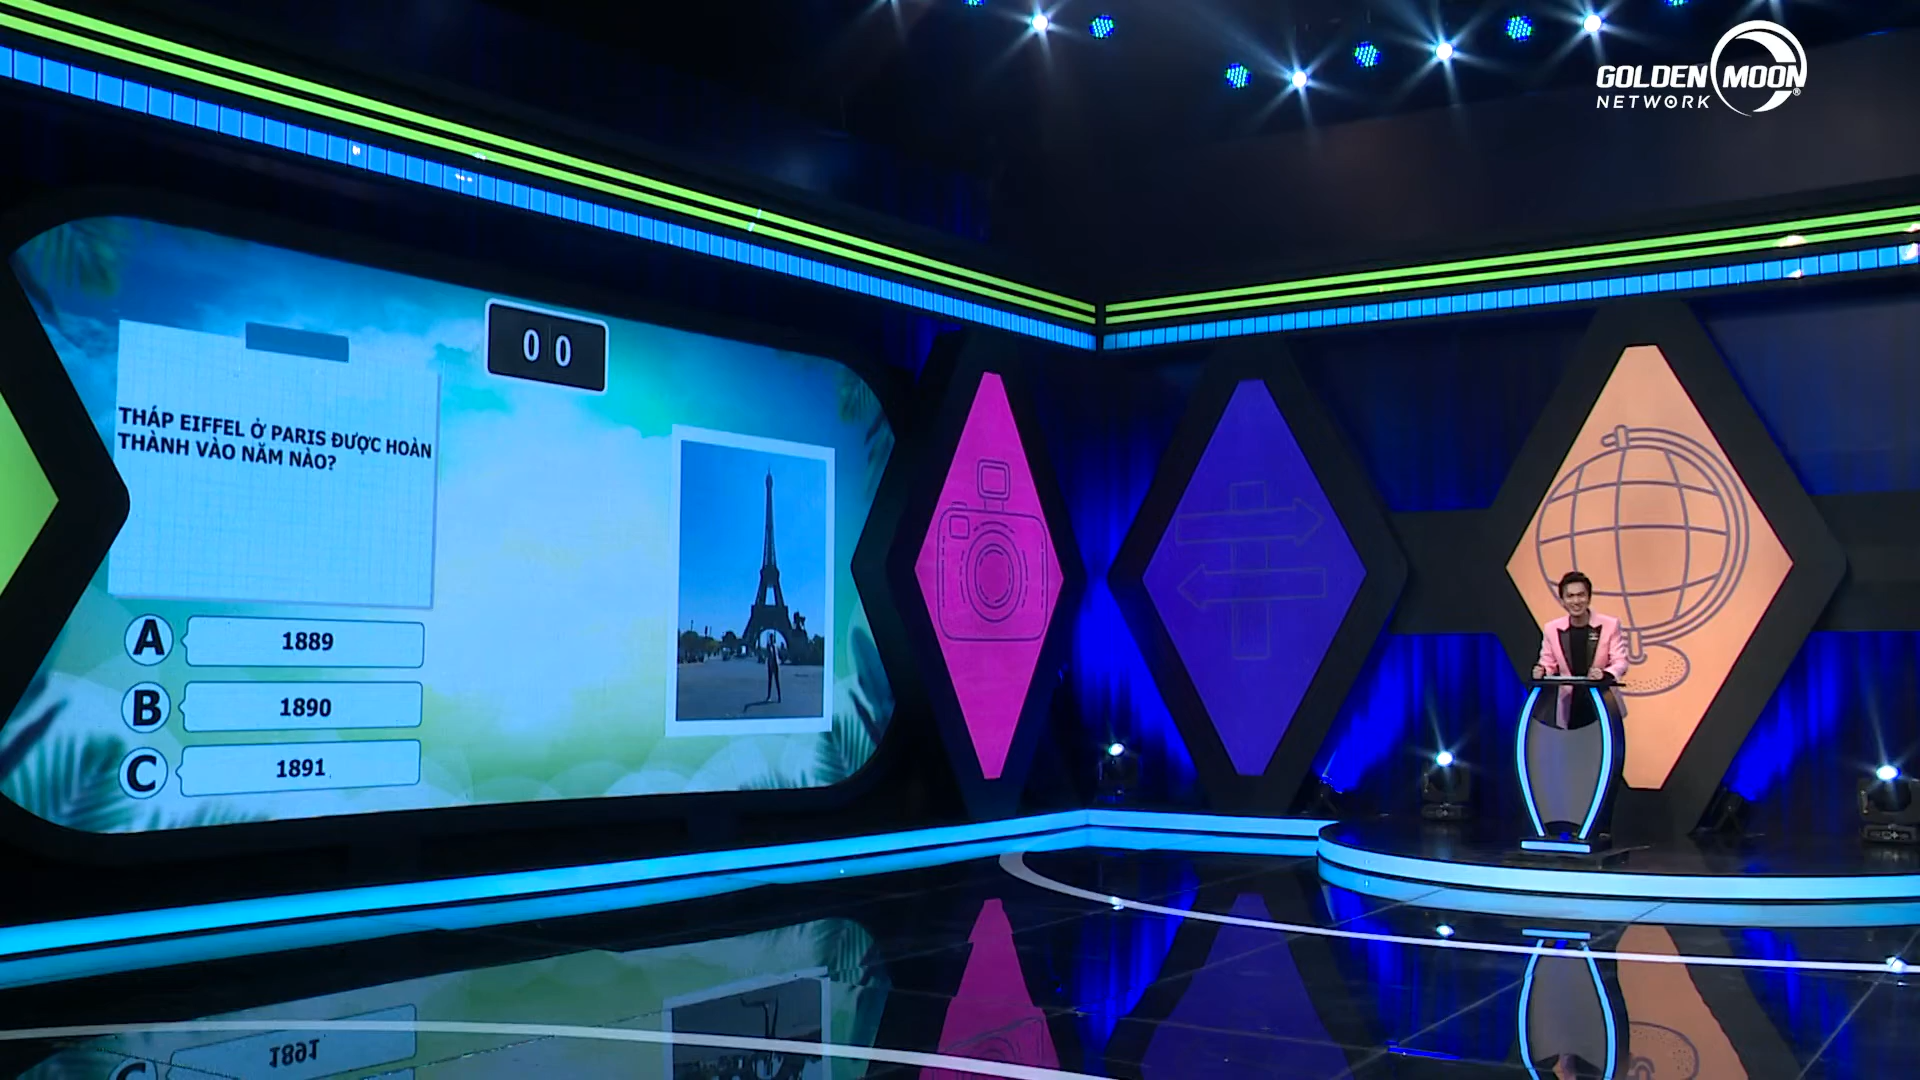 GOLDEN MOON
NETWORK
00
THÁP EIFFEL Ở PARIS ĐƯỢC HOÀN
THÀNH VÀO NĂM NÀO?
A 1889
B 1890
C 1891